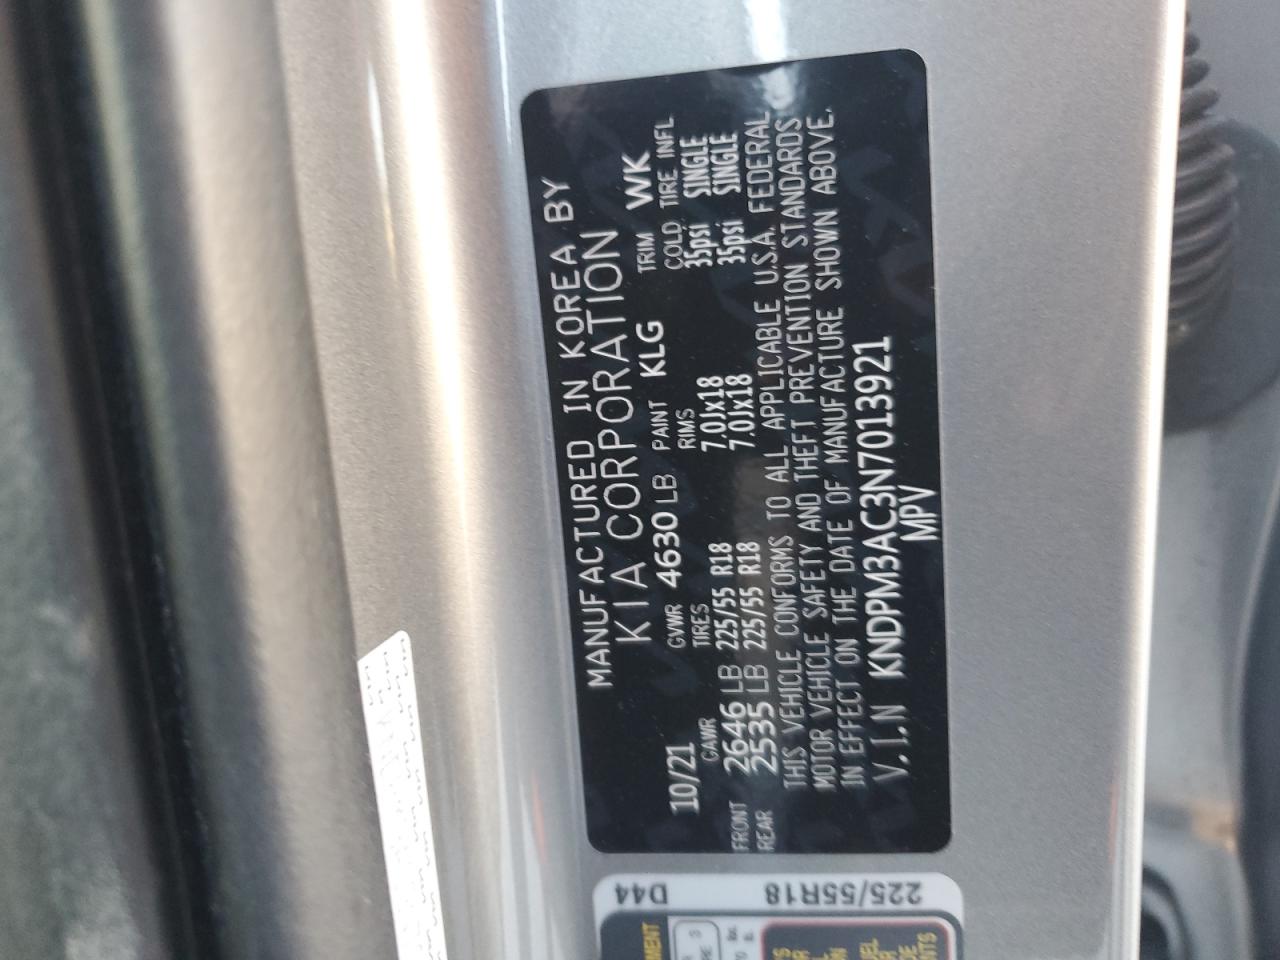 MANUFACTURED IN KOREA BY
KIA CORPORATION
10/21 GVWR 4630 LB PAINT KLG TRIM WK
GAWR TIRES RIMS COLD TIRE INFL
FRONT 2646 LB 225/55 R18 7.0Jx18 35psi SINGLE
REAR 2535 LB 225/55 R18 7.0Jx18 35psi SINGLE
THIS VEHICLE CONFORMS TO ALL APPLICABLE U.S.A. FEDERAL
MOTOR VEHICLE SAFETY AND THEFT PREVENTION STANDARDS
IN EFFECT ON THE DATE OF MANUFACTURE SHOWN ABOVE.
V.I.N KNDPM3AC3N7013921
MPV
D44
225/55R18